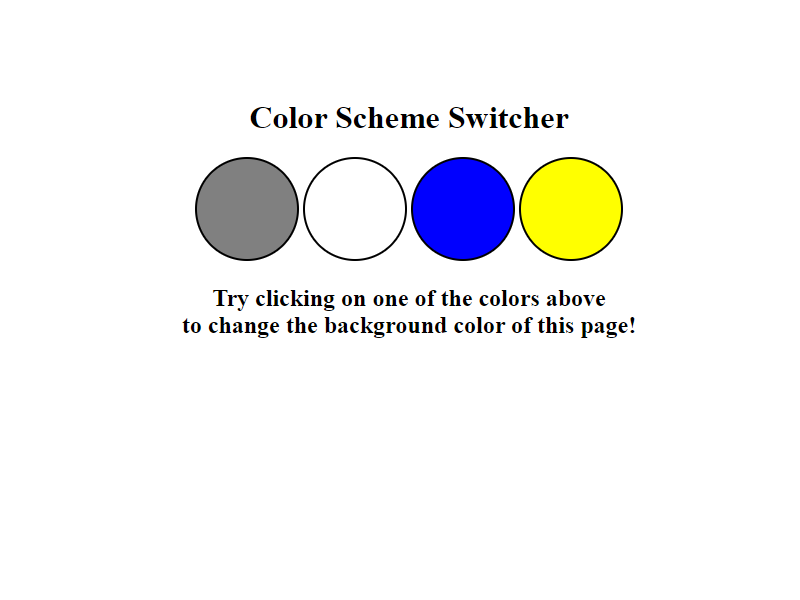 Color Scheme Switcher
Try clicking on one of the colors above
to change the background color of this page!